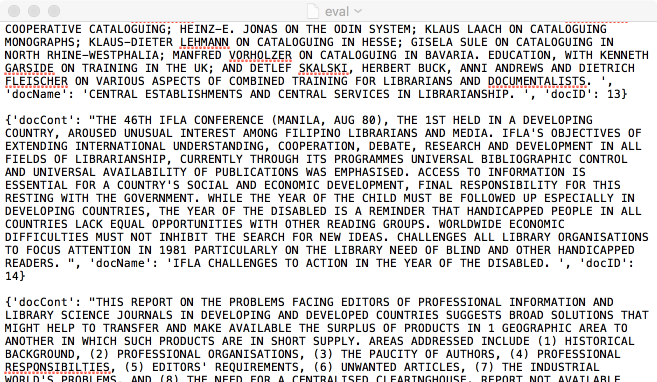 eval
COOPERATIVE CATALOGUING; HEINZ-E. JONAS ON THE ODIN SYSTEM; KLAUS LAACH ON CATALOGUING
MONOGRAPHS; KLAUS-DIETER LEHMANN ON CATALOGUING IN HESSE; GISELA SULE ON CATALOGUING IN
NORTH RHINE-WESTPHALIA; MANFRED VORHOLZER ON CATALOGUING IN BAVARIA. EDUCATION, WITH KENNETH
GARSIDE ON TRAINING IN THE UK; AND DETLEF SKALSKI, HERBERT BUCK, ANNI ANDREWS AND DIETRICH
FLEISCHER ON VARIOUS ASPECTS OF COMBINED TRAINING FOR LIBRARIANS AND DOCUMENTALISTS. ',
'docName': 'CENTRAL ESTABLISHMENTS AND CENTRAL SERVICES IN LIBRARIANSHIP. ', 'docID': 13}
{'docCont': "THE 46TH IFLA CONFERENCE (MANILA, AUG 80), THE 1ST HELD IN A DEVELOPING
COUNTRY, AROUSED UNUSUAL INTEREST AMONG FILIPINO LIBRARIANS AND MEDIA. IFLA'S OBJECTIVES OF
EXTENDING INTERNATIONAL UNDERSTANDING, COOPERATION, DEBATE, RESEARCH AND DEVELOPMENT IN ALL
FIELDS OF LIBRARIANSHIP, CURRENTLY THROUGH ITS PROGRAMMES UNIVERSAL BIBLIOGRAPHIC CONTROL
AND UNIVERSAL AVAILABILITY OF PUBLICATIONS WAS EMPHASISED. ACCESS TO INFORMATION IS
ESSENTIAL FOR A COUNTRY'S SOCIAL AND ECONOMIC DEVELOPMENT, FINAL RESPONSIBILITY FOR THIS
RESTING WITH THE GOVERNMENT. WHILE THE YEAR OF THE CHILD MUST BE FOLLOWED UP ESPECIALLY IN
DEVELOPING COUNTRIES, THE YEAR OF THE DISABLED IS A REMINDER THAT HANDICAPPED PEOPLE IN ALL
COUNTRIES LACK EQUAL OPPORTUNITIES WITH OTHER READING GROUPS. WORLDWIDE ECONOMIC
DIFFICULTIES MUST NOT INHIBIT THE SEARCH FOR NEW IDEAS. CHALLENGES ALL LIBRARY ORGANISATIONS
TO FOCUS ATTENTION IN 1981 PARTICULARLY ON THE LIBRARY NEED OF BLIND AND OTHER HANDICAPPED
READERS. ", 'docName': 'IFLA CHALLENGES TO ACTION IN THE YEAR OF THE DISABLED. ', 'docID':
14}
{'docCont': "THIS REPORT ON THE PROBLEMS FACING EDITORS OF PROFESSIONAL INFORMATION AND
LIBRARY SCIENCE JOURNALS IN DEVELOPING AND DEVELOPED COUNTRIES SUGGESTS BROAD SOLUTIONS THAT
MIGHT HELP TO TRANSFER AND MAKE AVAILABLE THE SURPLUS OF PRODUCTS IN 1 GEOGRAPHIC AREA TO
ANOTHER IN WHICH SUCH PRODUCTS ARE IN SHORT SUPPLY. AREAS ADDRESSED INCLUDE (1) HISTORICAL
BACKGROUND, (2) PROFESSIONAL ORGANISATIONS, (3) THE PAUCITY OF AUTHORS, (4) PROFESSIONAL
RESPONSIBILITIES, (5) EDITORS' REQUIREMENTS, (6) UNWANTED ARTICLES, (7) THE INDUSTRIAL
WORLD'S PROBLEMS, AND (8) THE NEED FOR A CENTRALISED CLEARINGHOUSE. REPORT NOT AVAILABLE